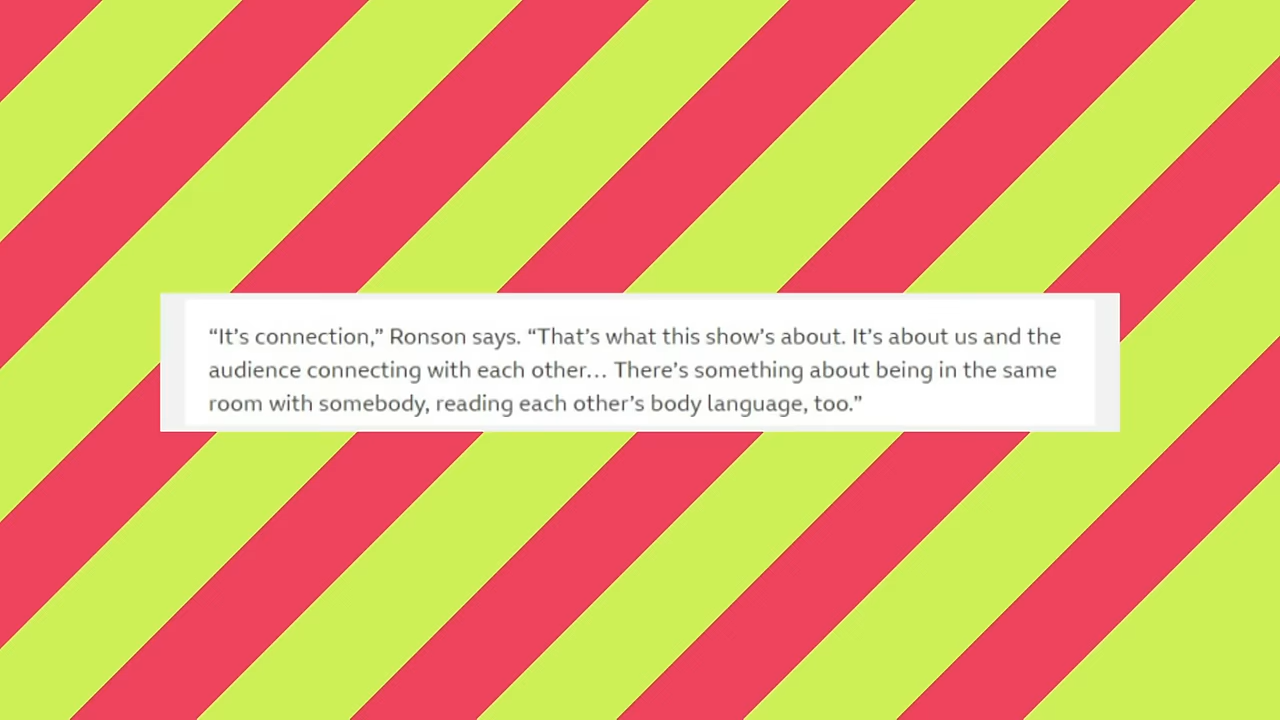 “It’s connection,” Ronson says. “That’s what this show’s about. It’s about us and the
audience connecting with each other… There’s something about being in the same
room with somebody, reading each other’s body language, too.”